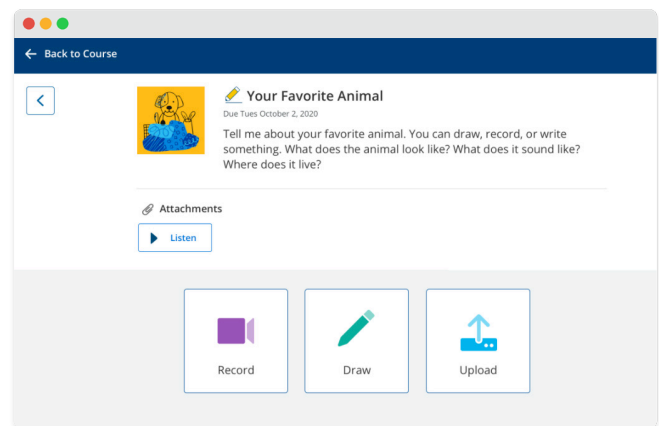 Back to Course
Your Favorite Animal
Due Tues October 2, 2020
Tell me about your favorite animal. You can draw, record, or write
something. What does the animal look like? What does it sound like?
Where does it live?
Attachments
Listen
Record
Draw
Upload